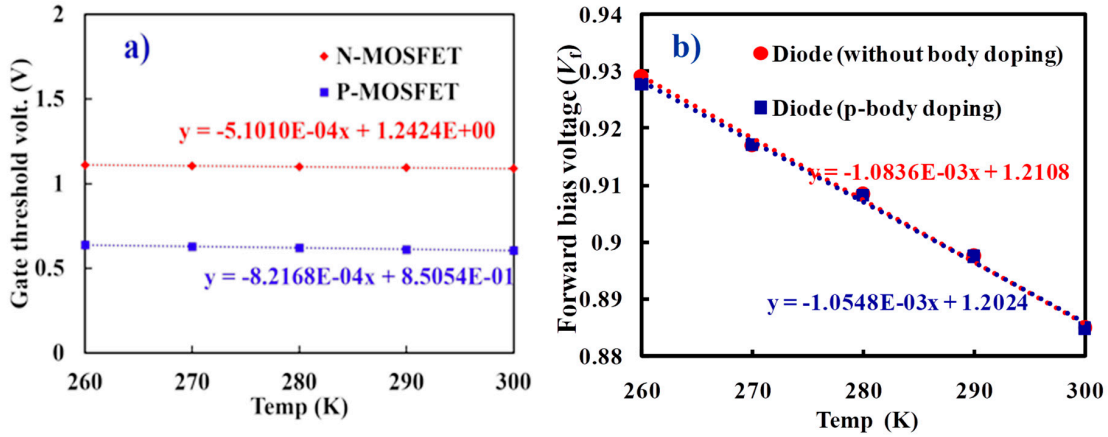 a)
N-MOSFET
P-MOSFET
y = -5.1010E-04x + 1.2424E+00
y = -8.2168E-04x + 8.5054E-01
Gate threshold volt. (V)
2
1.5
1
0.5
0
260 270 280 290 300
Temp (K)
b)
Diode (without body doping)
Diode (p-body doping)
y = -1.0836E-03x + 1.2108
y = -1.0548E-03x + 1.2024
Forward bias voltage (Vf)
0.94
0.93
0.92
0.91
0.9
0.89
0.88
260 270 280 290 300
Temp (K)